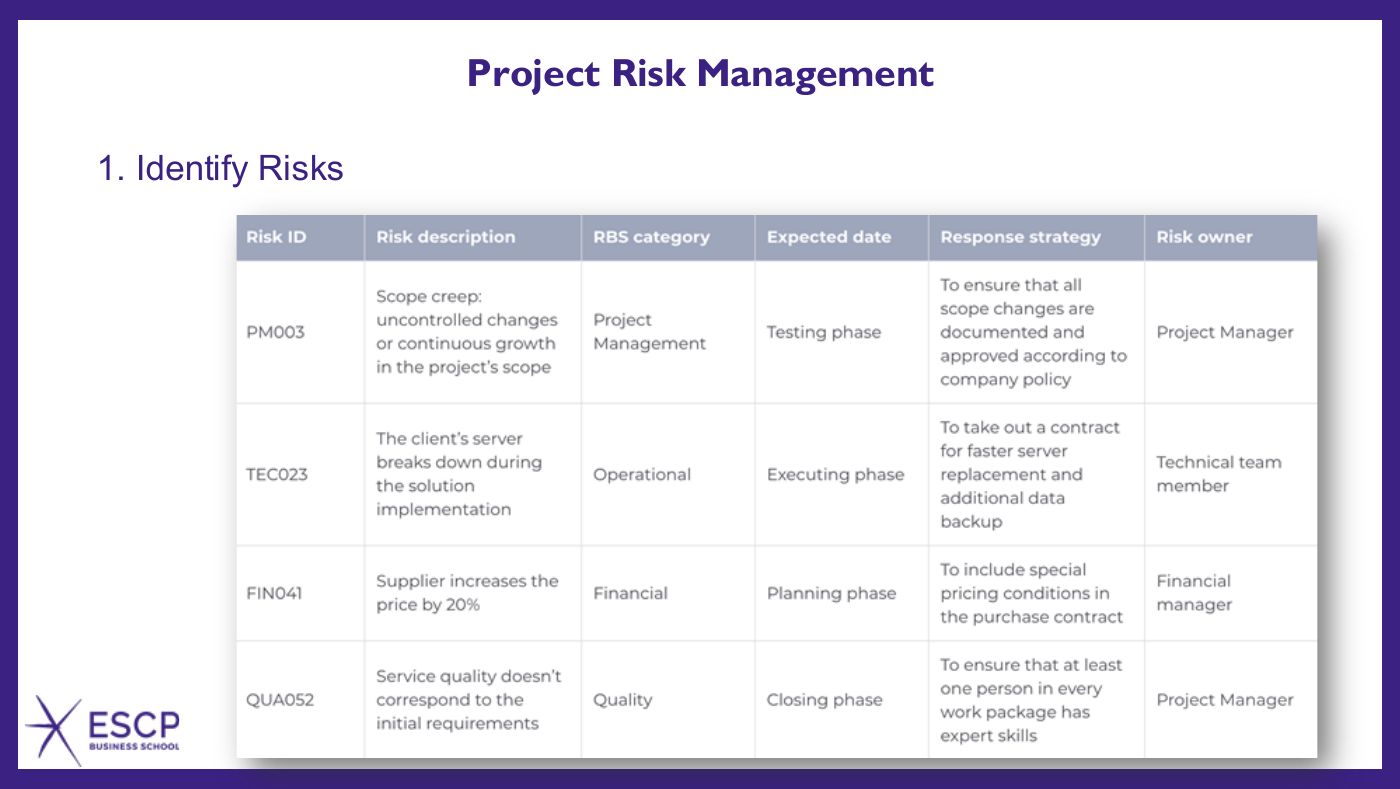 Project Risk Management
1. Identify Risks
Risk ID
Risk description
RBS category
Expected date
Response strategy
Risk owner
PM003
Scope creep:
uncontrolled changes
or continuous growth
in the project's scope
Project
Management
Testing phase
To ensure that all
scope changes are
documented and
approved according to
company policy
Project Manager
TEC023
The client's server
breaks down during
the solution
implementation
Operational
Executing phase
To take out a contract
for faster server
replacement and
additional data
backup
Technical team
member
FIN041
Supplier increases the
price by 20%
Financial
Planning phase
To include special
pricing conditions in
the purchase contract
Financial
manager
QUA052
Service quality doesn't
correspond to the
initial requirements
Quality
Closing phase
To ensure that at least
one person in every
work package has
expert skills
Project Manager
ESCP
BUSINESS SCHOOL